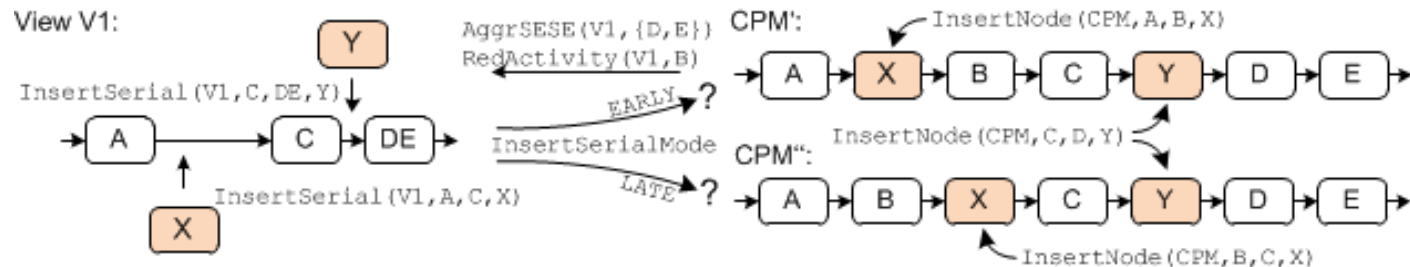 View V1:
Y
InsertSerial(V1,C,DE,Y)
A
C
DE
InsertSerial(V1,A,C,X)
X
AggrSESE(V1,{D,E})
RedActivity(V1,B)
EARLY
?
InsertSerialMode
LATE
?
CPM':
InsertNode(CPM,A,B,X)
A
X
B
C
Y
D
E
InsertNode(CPM,C,D,Y)
CPM“:
A
B
X
C
Y
D
E
InsertNode(CPM,B,C,X)